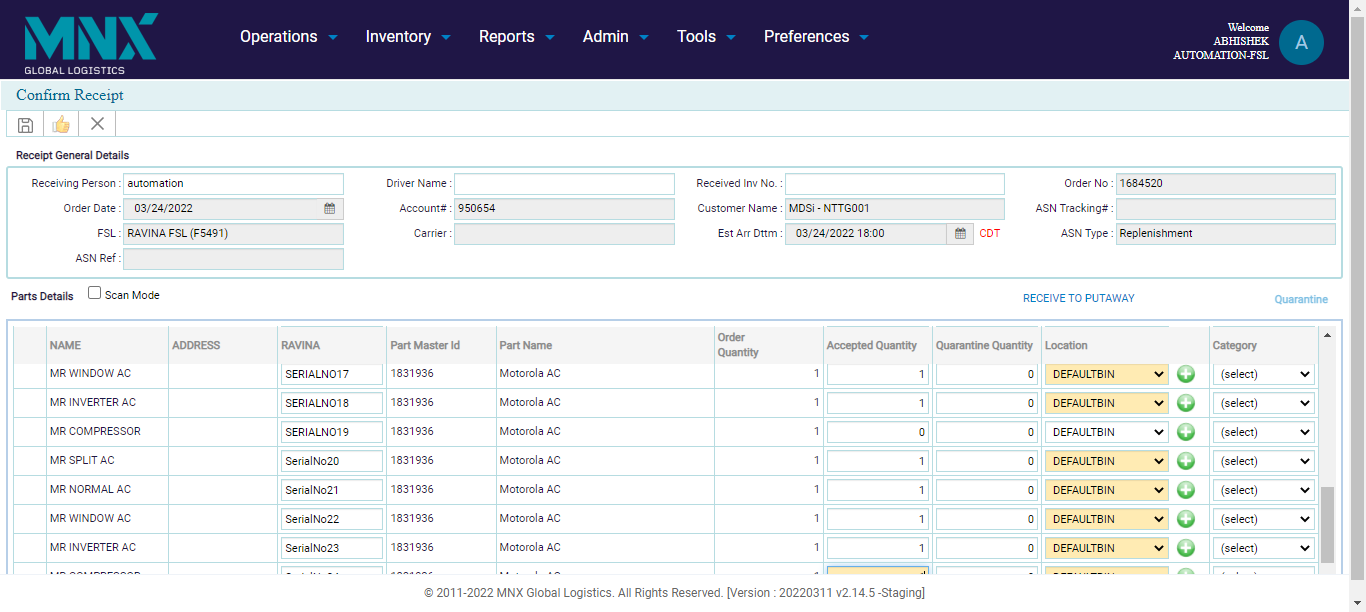 MNX
GLOBAL LOGISTICS
Operations Inventory Reports Admin Tools Preferences
Welcome
ABHISHEK
AUTOMATION-FSL
A
Confirm Receipt
Receipt General Details
Receiving Person : automation Driver Name : Received Inv No. : Order No : 1684520
Order Date : 03/24/2022 Account# : 950654 Customer Name : MDSi - NTTG001 ASN Tracking# :
FSL : RAVINA FSL (F5491) Carrier : Est Arr Dttm : 03/24/2022 18:00 CDT ASN Type : Replenishment
ASN Ref :
Parts Details Scan Mode RECEIVE TO PUTAWAY Quarantine
NAME ADDRESS RAVINA Part Master Id Part Name Order Quantity Accepted Quantity Quarantine Quantity Location Category
MR WINDOW AC SERIALNO17 1831936 Motorola AC 1 1 0 DEFAULTBIN (select)
MR INVERTER AC SERIALNO18 1831936 Motorola AC 1 1 0 DEFAULTBIN (select)
MR COMPRESSOR SERIALNO19 1831936 Motorola AC 1 0 0 DEFAULTBIN (select)
MR SPLIT AC SerialNo20 1831936 Motorola AC 1 1 0 DEFAULTBIN (select)
MR NORMAL AC SerialNo21 1831936 Motorola AC 1 1 0 DEFAULTBIN (select)
MR WINDOW AC SerialNo22 1831936 Motorola AC 1 1 0 DEFAULTBIN (select)
MR INVERTER AC SerialNo23 1831936 Motorola AC 1 1 0 DEFAULTBIN (select)
© 2011-2022 MNX Global Logistics. All Rights Reserved. [Version : 20220311 v2.14.5 -Staging]